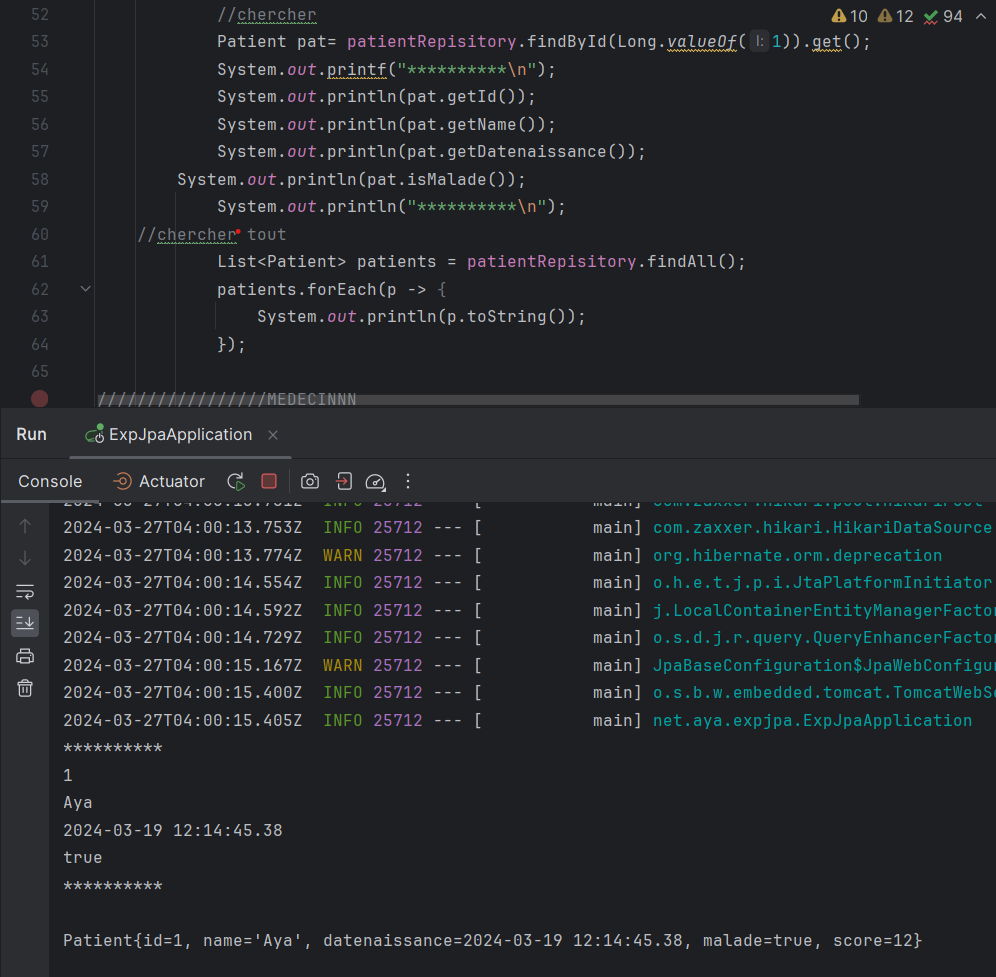 52 //chercher
10 12 94
53 Patient pat= patientRepisitory.findById(Long.valueOf( l: 1)).get();
54 System.out.printf("**********\n");
55 System.out.println(pat.getId());
56 System.out.println(pat.getName());
57 System.out.println(pat.getDatenaissance());
58 System.out.println(pat.isMalade());
59 System.out.println("**********\n");
60 //chercher tout
61 List<Patient> patients = patientRepisitory.findAll();
62 patients.forEach(p -> {
63 System.out.println(p.toString());
64 });
65
/////////////////MEDECINNN
Run ExpJpaApplication
Console Actuator
2024-03-27T04:00:13.753Z INFO 25712 --- [ main] com.zaxxer.hikari.HikariDataSource
2024-03-27T04:00:13.774Z WARN 25712 --- [ main] org.hibernate.orm.deprecation
2024-03-27T04:00:14.554Z INFO 25712 --- [ main] o.h.e.t.j.p.i.JtaPlatformInitiator
2024-03-27T04:00:14.592Z INFO 25712 --- [ main] j.LocalContainerEntityManagerFactor
2024-03-27T04:00:14.729Z INFO 25712 --- [ main] o.s.d.j.r.query.QueryEnhancerFactor
2024-03-27T04:00:15.167Z WARN 25712 --- [ main] JpaBaseConfiguration$JpaWebConfigur
2024-03-27T04:00:15.400Z INFO 25712 --- [ main] o.s.b.w.embedded.tomcat.TomcatWebSe
2024-03-27T04:00:15.405Z INFO 25712 --- [ main] net.aya.expjpa.ExpJpaApplication
**********
1
Aya
2024-03-19 12:14:45.38
true
**********
Patient{id=1, name='Aya', datenaissance=2024-03-19 12:14:45.38, malade=true, score=12}